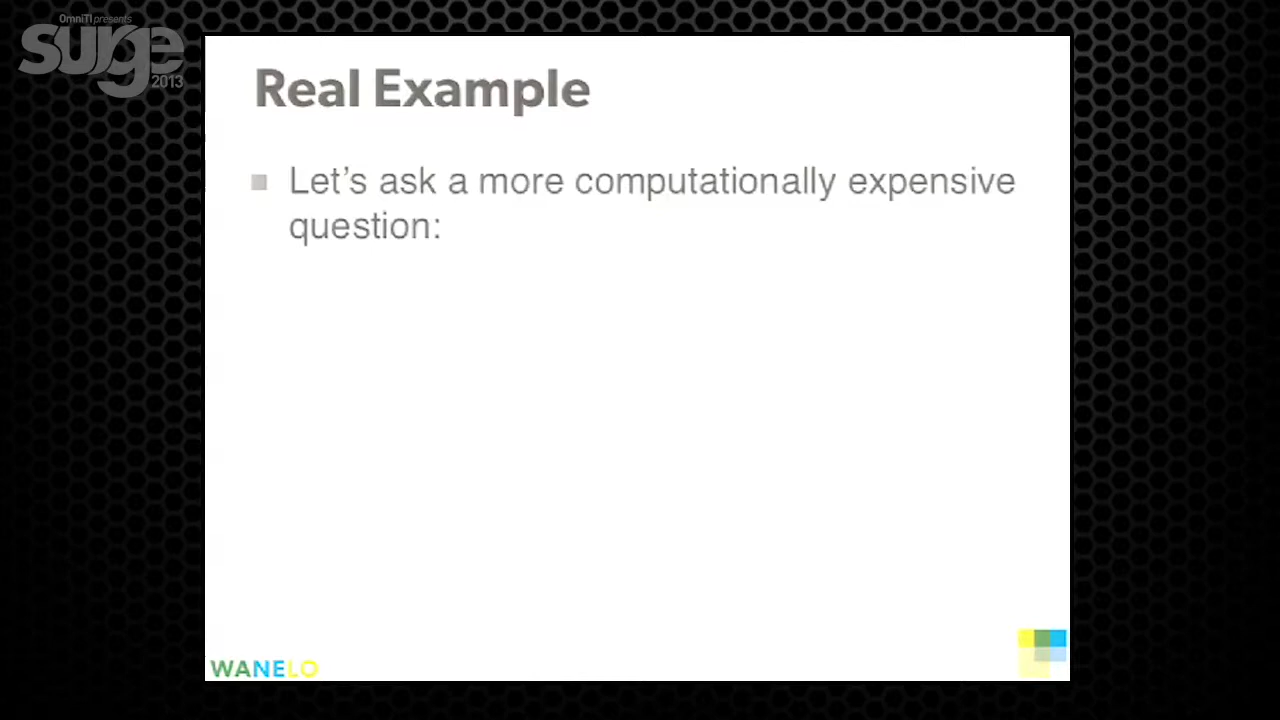 OmniTI presents
surge
2013
Real Example
Let's ask a more computationally expensive
question:
WANELO